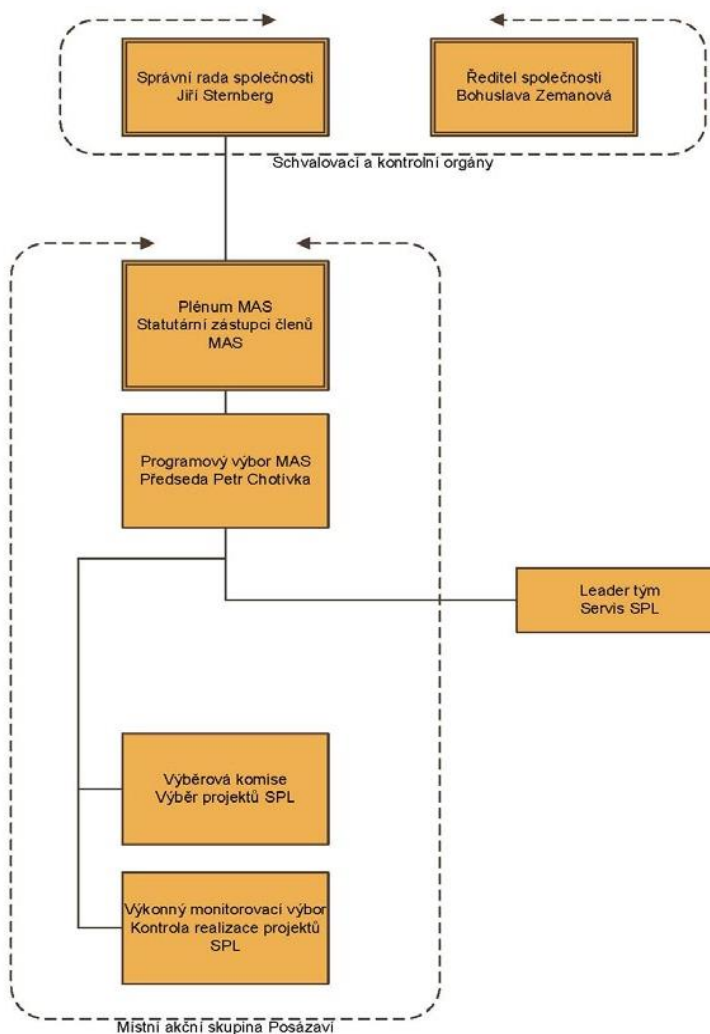 Správní rada společnosti
Jiří Sternberg
Ředitel společnosti
Bohuslava Zemanová
Schvalovací a kontrolní orgány
Plénum MAS
Statutární zástupci členů
MAS
Programový výbor MAS
Předseda Petr Chotívka
Leader tým
Servis SPL
Výběrová komise
Výběr projektů SPL
Výkonný monitorovací výbor
Kontrola realizace projektů
SPL
Místní akční skupina Posázaví